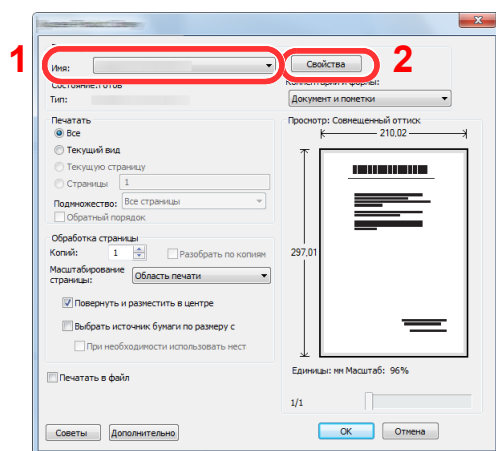 1
2
Имя:
Свойства
Состояние:Готов
Комментарии и формы:
Тип:
Документ и пометки
Печатать
Просмотр: Совмещенный оттиск
Все
210,02
Текущий вид
Текущую страницу
Страницы
1
Подмножество:
Все страницы
Обратный порядок
Обработка страницы
Копий:
1
Разобрать по копиям
297,01
Масштабирование
страницы:
Область печати
Повернуть и разместить в центре
Выбрать источник бумаги по размеру с
При необходимости использовать нест
Единицы: мм Масштаб: 96%
Печатать в файл
1/1
Советы
Дополнительно
OK
Отмена